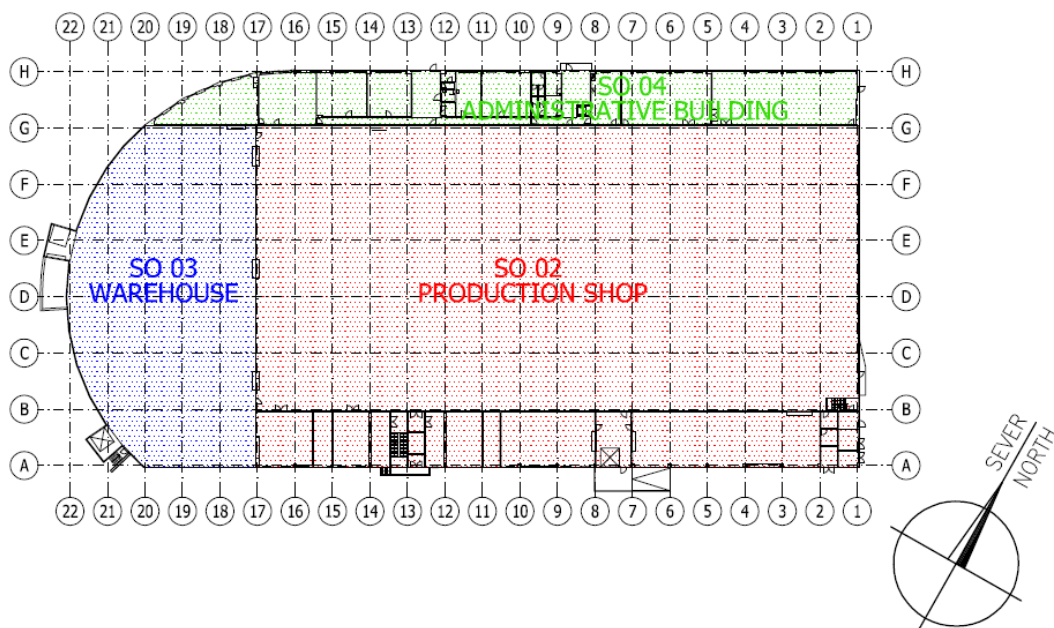 22 21 20 19 18 17 16 15 14 13 12 11 10 9 8 7 6 5 4 3 2 1
H H
SO 04
ADMINISTRATIVE BUILDING
G G
F F
E E
SO 03 SO 02
WAREHOUSE PRODUCTION SHOP
D D
C C
B B
A A
22 21 20 19 18 17 16 15 14 13 12 11 10 9 8 7 6 5 4 3 2 1
SEVER
NORTH